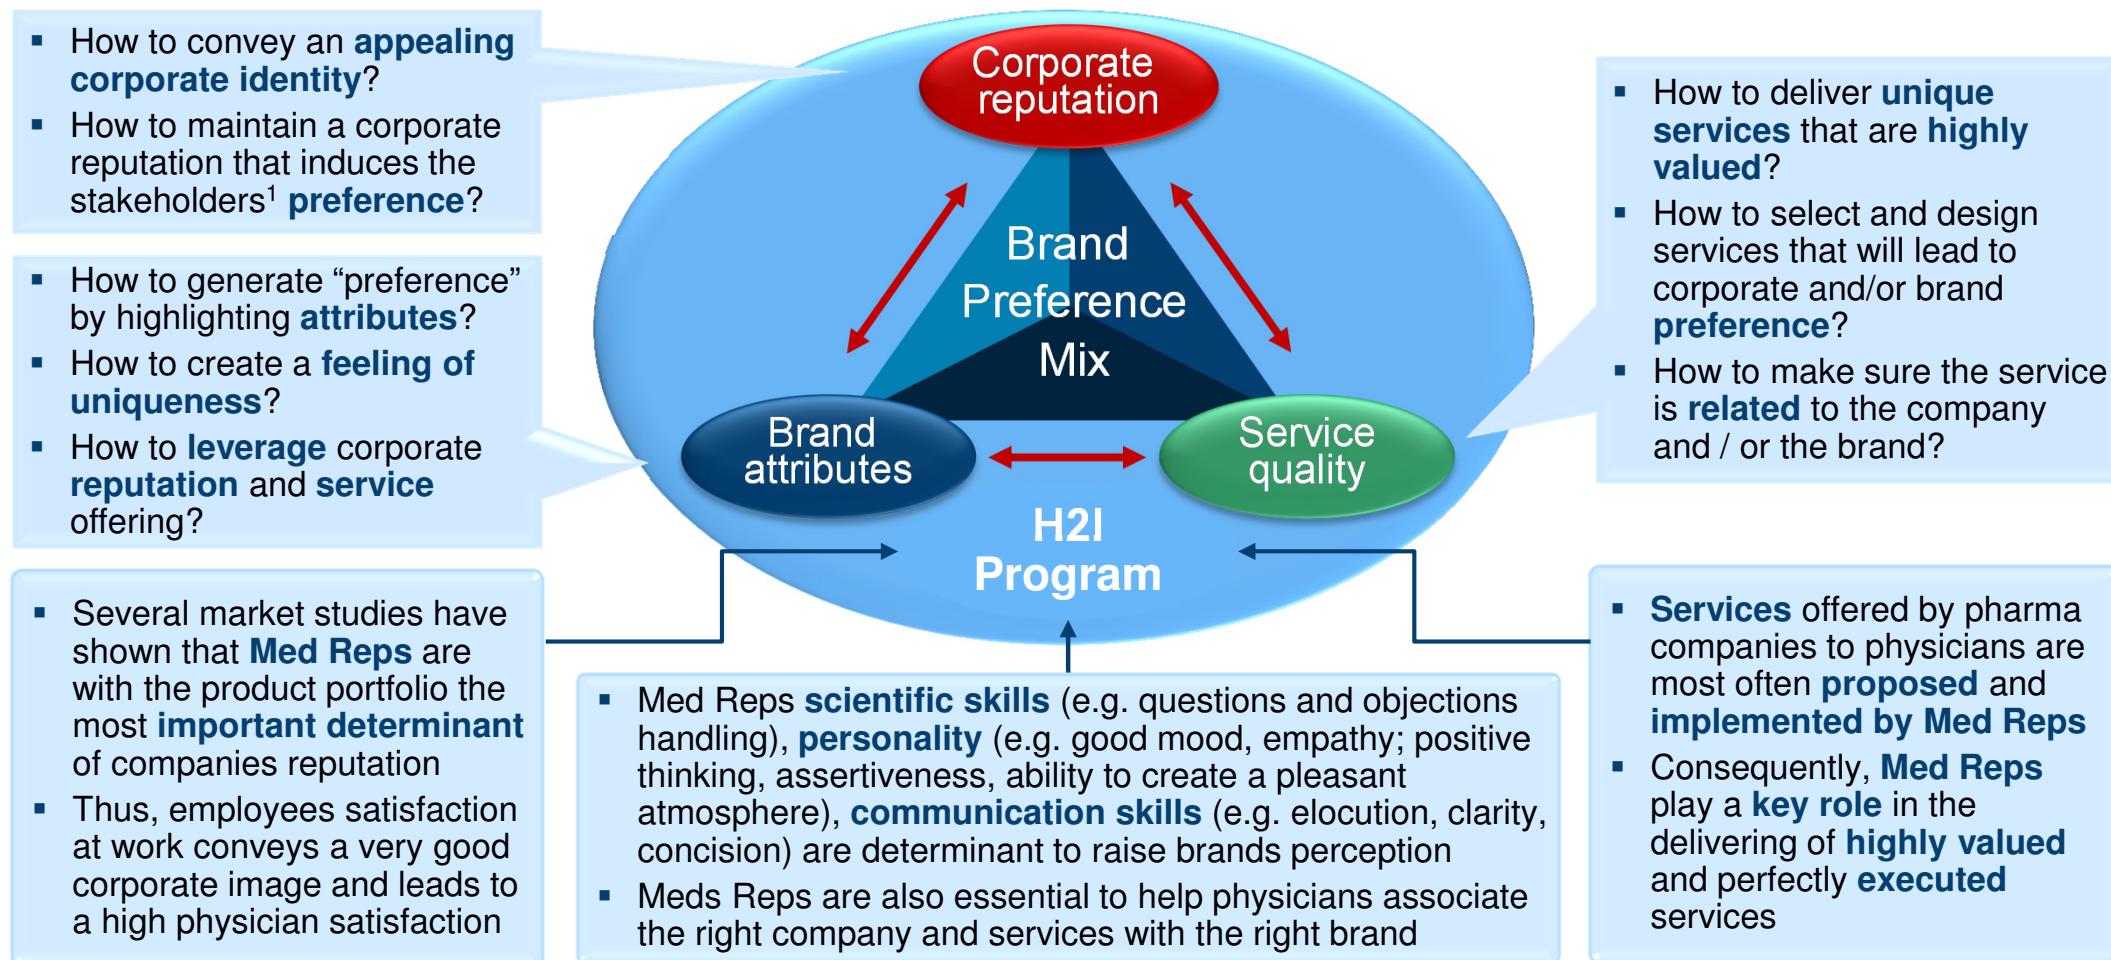 ▪ How to convey an appealing
corporate identity?
▪ How to maintain a corporate
reputation that induces the
stakeholders¹ preference?
▪ How to generate “preference”
by highlighting attributes?
▪ How to create a feeling of
uniqueness?
▪ How to leverage corporate
reputation and service
offering?
Corporate
reputation
Brand
Preference
Mix
Brand
attributes
Service
quality
H2I
Program
▪ How to deliver unique
services that are highly
valued?
▪ How to select and design
services that will lead to
corporate and/or brand
preference?
▪ How to make sure the service
is related to the company
and / or the brand?
▪ Several market studies have
shown that Med Reps are
with the product portfolio the
most important determinant
of companies reputation
▪ Thus, employees satisfaction
at work conveys a very good
corporate image and leads to
a high physician satisfaction
▪ Med Reps scientific skills (e.g. questions and objections
handling), personality (e.g. good mood, empathy; positive
thinking, assertiveness, ability to create a pleasant
atmosphere), communication skills (e.g. elocution, clarity,
concision) are determinant to raise brands perception
▪ Meds Reps are also essential to help physicians associate
the right company and services with the right brand
▪ Services offered by pharma
companies to physicians are
most often proposed and
implemented by Med Reps
▪ Consequently, Med Reps
play a key role in the
delivering of highly valued
and perfectly executed
services